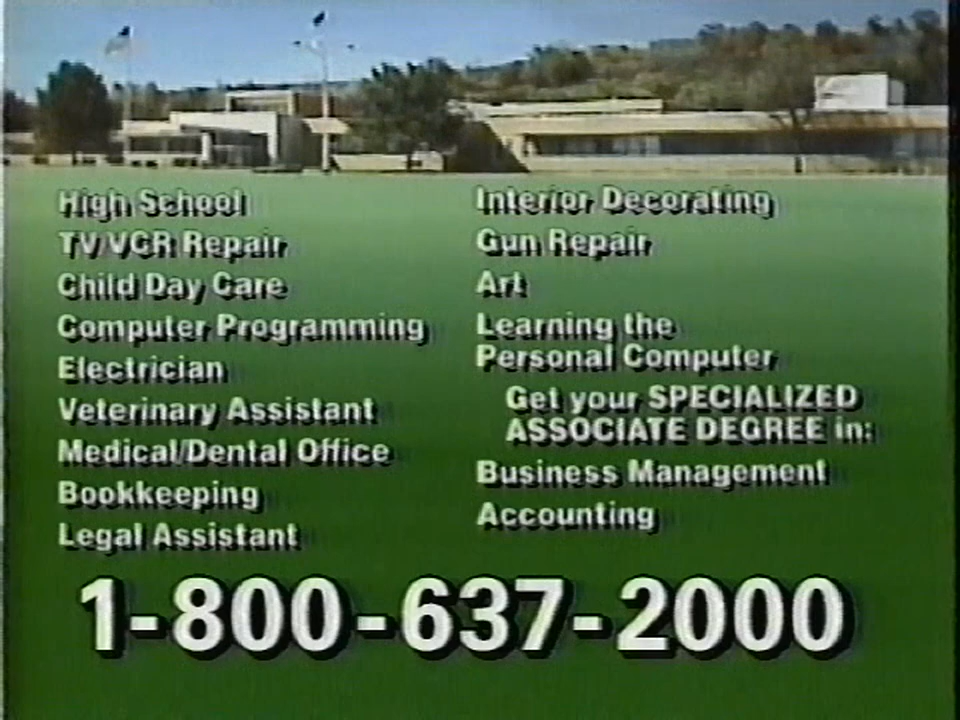 High School
TV/VCR Repair
Child Day Care
Computer Programming
Electrician
Veterinary Assistant
Medical/Dental Office
Bookkeeping
Legal Assistant
Interior Decorating
Gun Repair
Art
Learning the
Personal Computer
Get your SPECIALIZED
ASSOCIATE DEGREE in:
Business Management
Accounting
1-800-637-2000